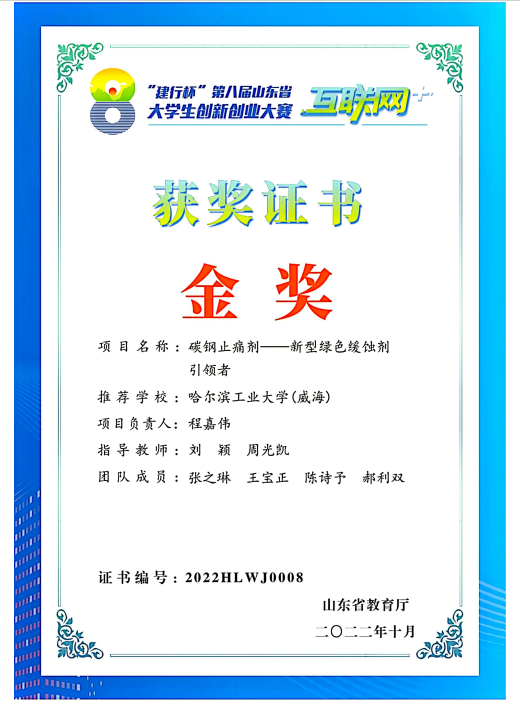 “建行杯”第八届山东省
大学生创新创业大赛 互联网+
获奖证书
金奖
项目名称：碳钢止痛剂——新型绿色缓蚀剂
引领者
推荐学校：哈尔滨工业大学(威海)
项目负责人：程嘉伟
指导教师：刘颖 周光凯
团队成员：张之琳 王宝正 陈诗予 郝利双
证书编号：2022HLWJ0008
山东省教育厅
二〇二二年十月